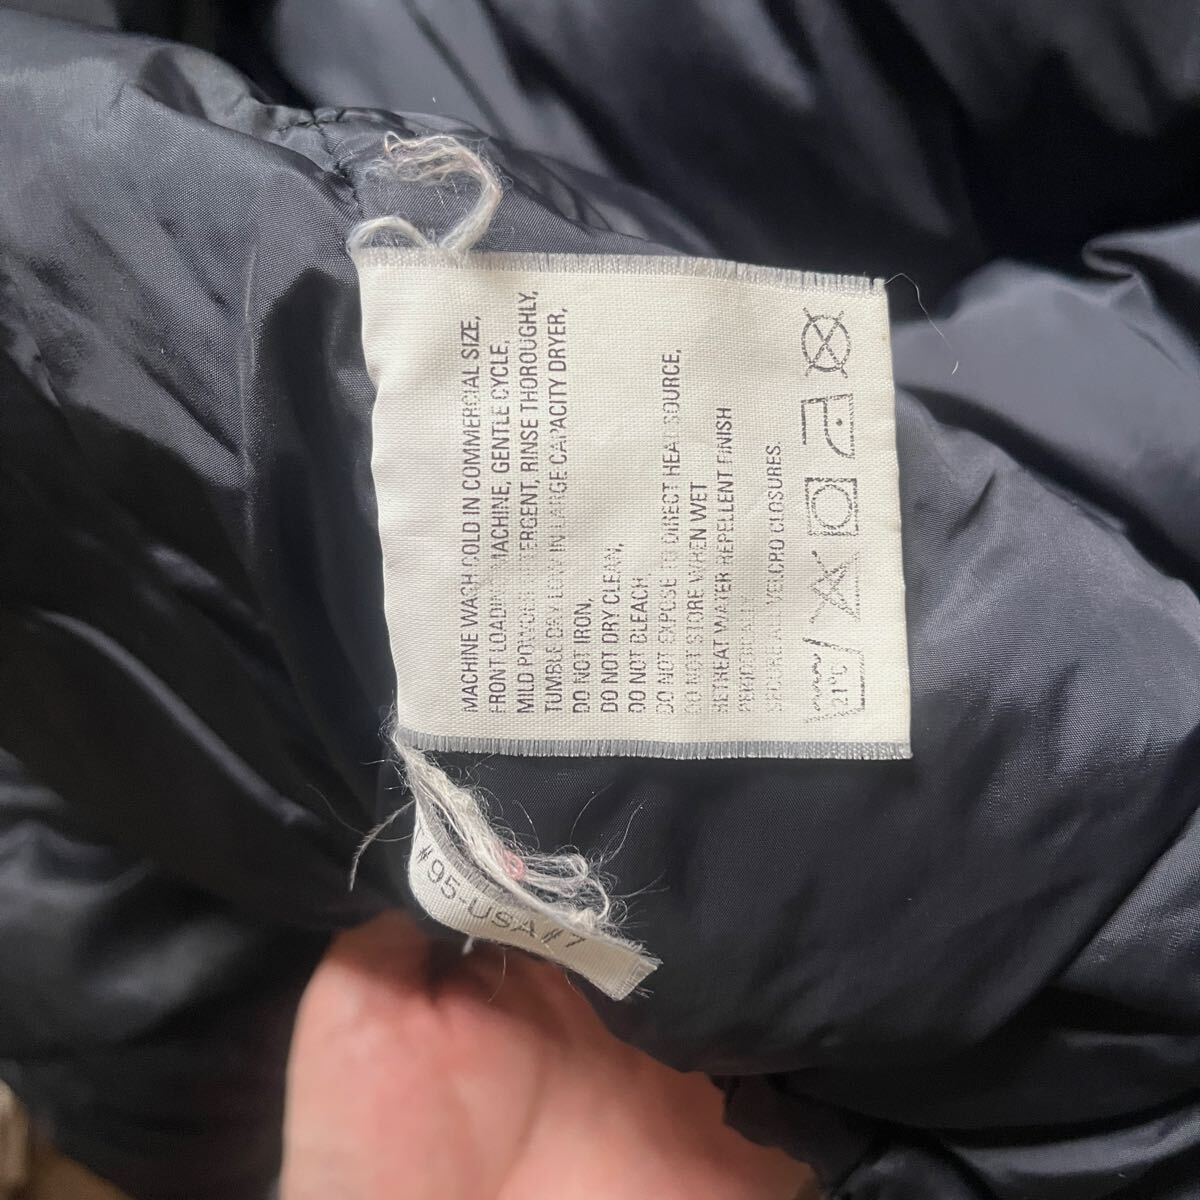 MACHINE WASH COLD IN COMMERCIAL SIZE,
FRONT LOADING MACHINE, GENTLE CYCLE,
MILD POWDER DETERGENT, RINSE THOROUGHLY,
TUMBLE DRY LOW IN LARGE CAPACITY DRYER,
DO NOT IRON,
DO NOT DRY CLEAN,
DO NOT BLEACH,
DO NOT EXPOSE TO DIRECT HEAT SOURCE,
DO NOT STORE WHEN WET
RETREAT WATER REPELLENT FINISH
PERIODICALLY,
SECURE ALL VELCRO CLOSURES.
21°C
#95-USA#7